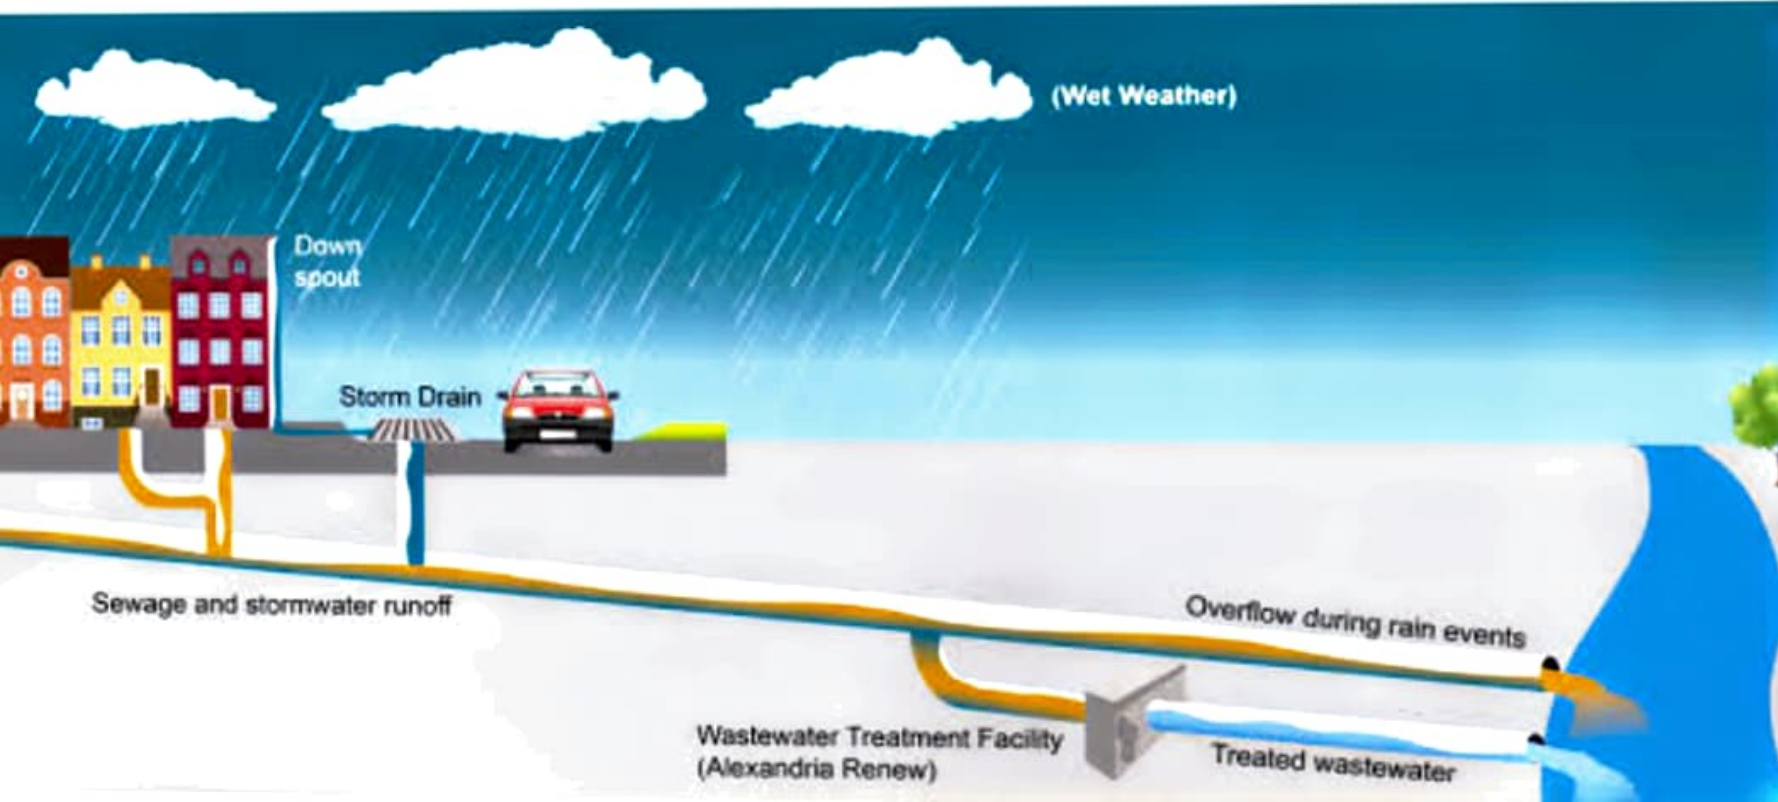 (Wet Weather)
Down
spout
Storm Drain
Sewage and stormwater runoff
Overflow during rain events
Wastewater Treatment Facility
(Alexandria Renew)
Treated wastewater